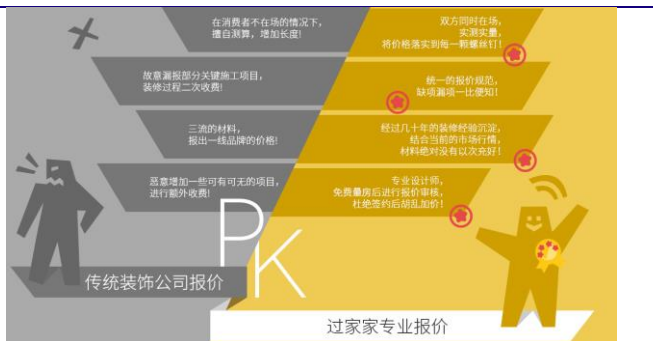 在消费者不在场的情况下，
擅自测算，增加长度!
双方同时在场，
实测实量，
将价格落实到每一颗螺丝钉!
故意漏报部分关键施工项目，
装修过程二次收费!
统一的报价规范，
缺项漏项一比便知!
三流的材料，
报出一线品牌的价格!
经过几十年的装修经验沉淀，
结合当前的市场行情，
材料绝对没有以次充好!
恶意增加一些可有可无的项目，
进行额外收费!
专业设计师，
免费量房后进行报价审核，
杜绝签约后胡乱加价!
PK
传统装饰公司报价
过家家专业报价